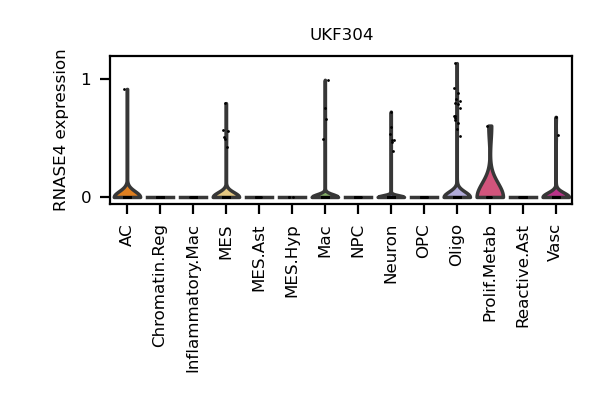 UKF304
RNASE4 expression
1
0
AC
Chromatin.Reg
Inflammatory.Mac
MES
MES.Ast
MES.Hyp
Mac
NPC
Neuron
OPC
Oligo
Prolif.Metab
Reactive.Ast
Vasc